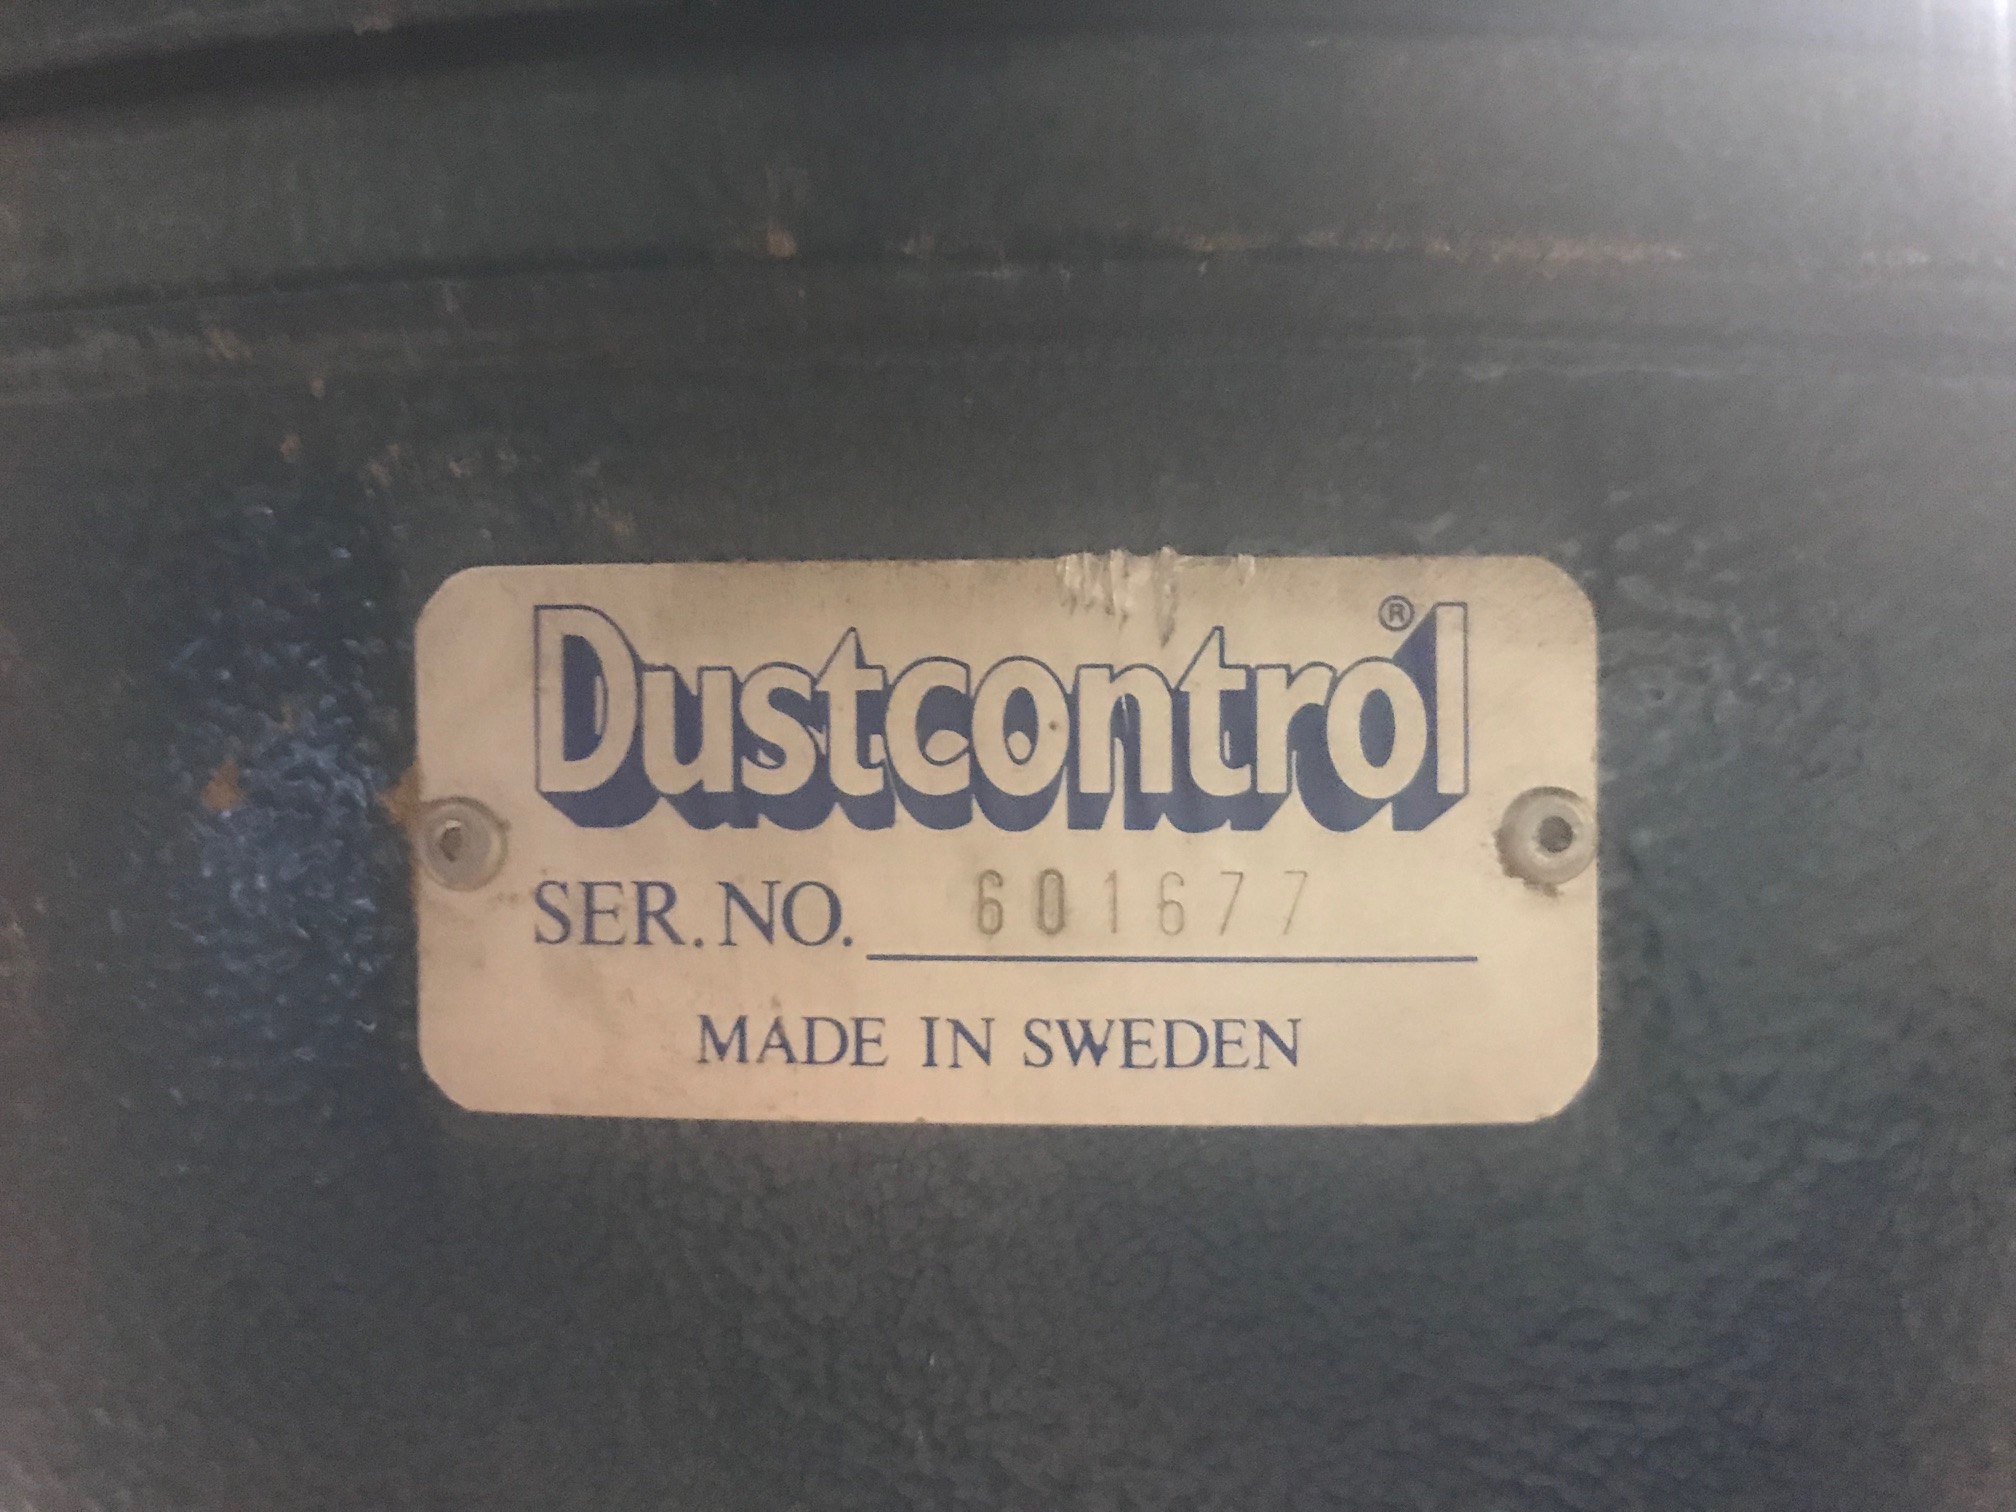 Dustcontrol®
SER. NO. 601677
MADE IN SWEDEN